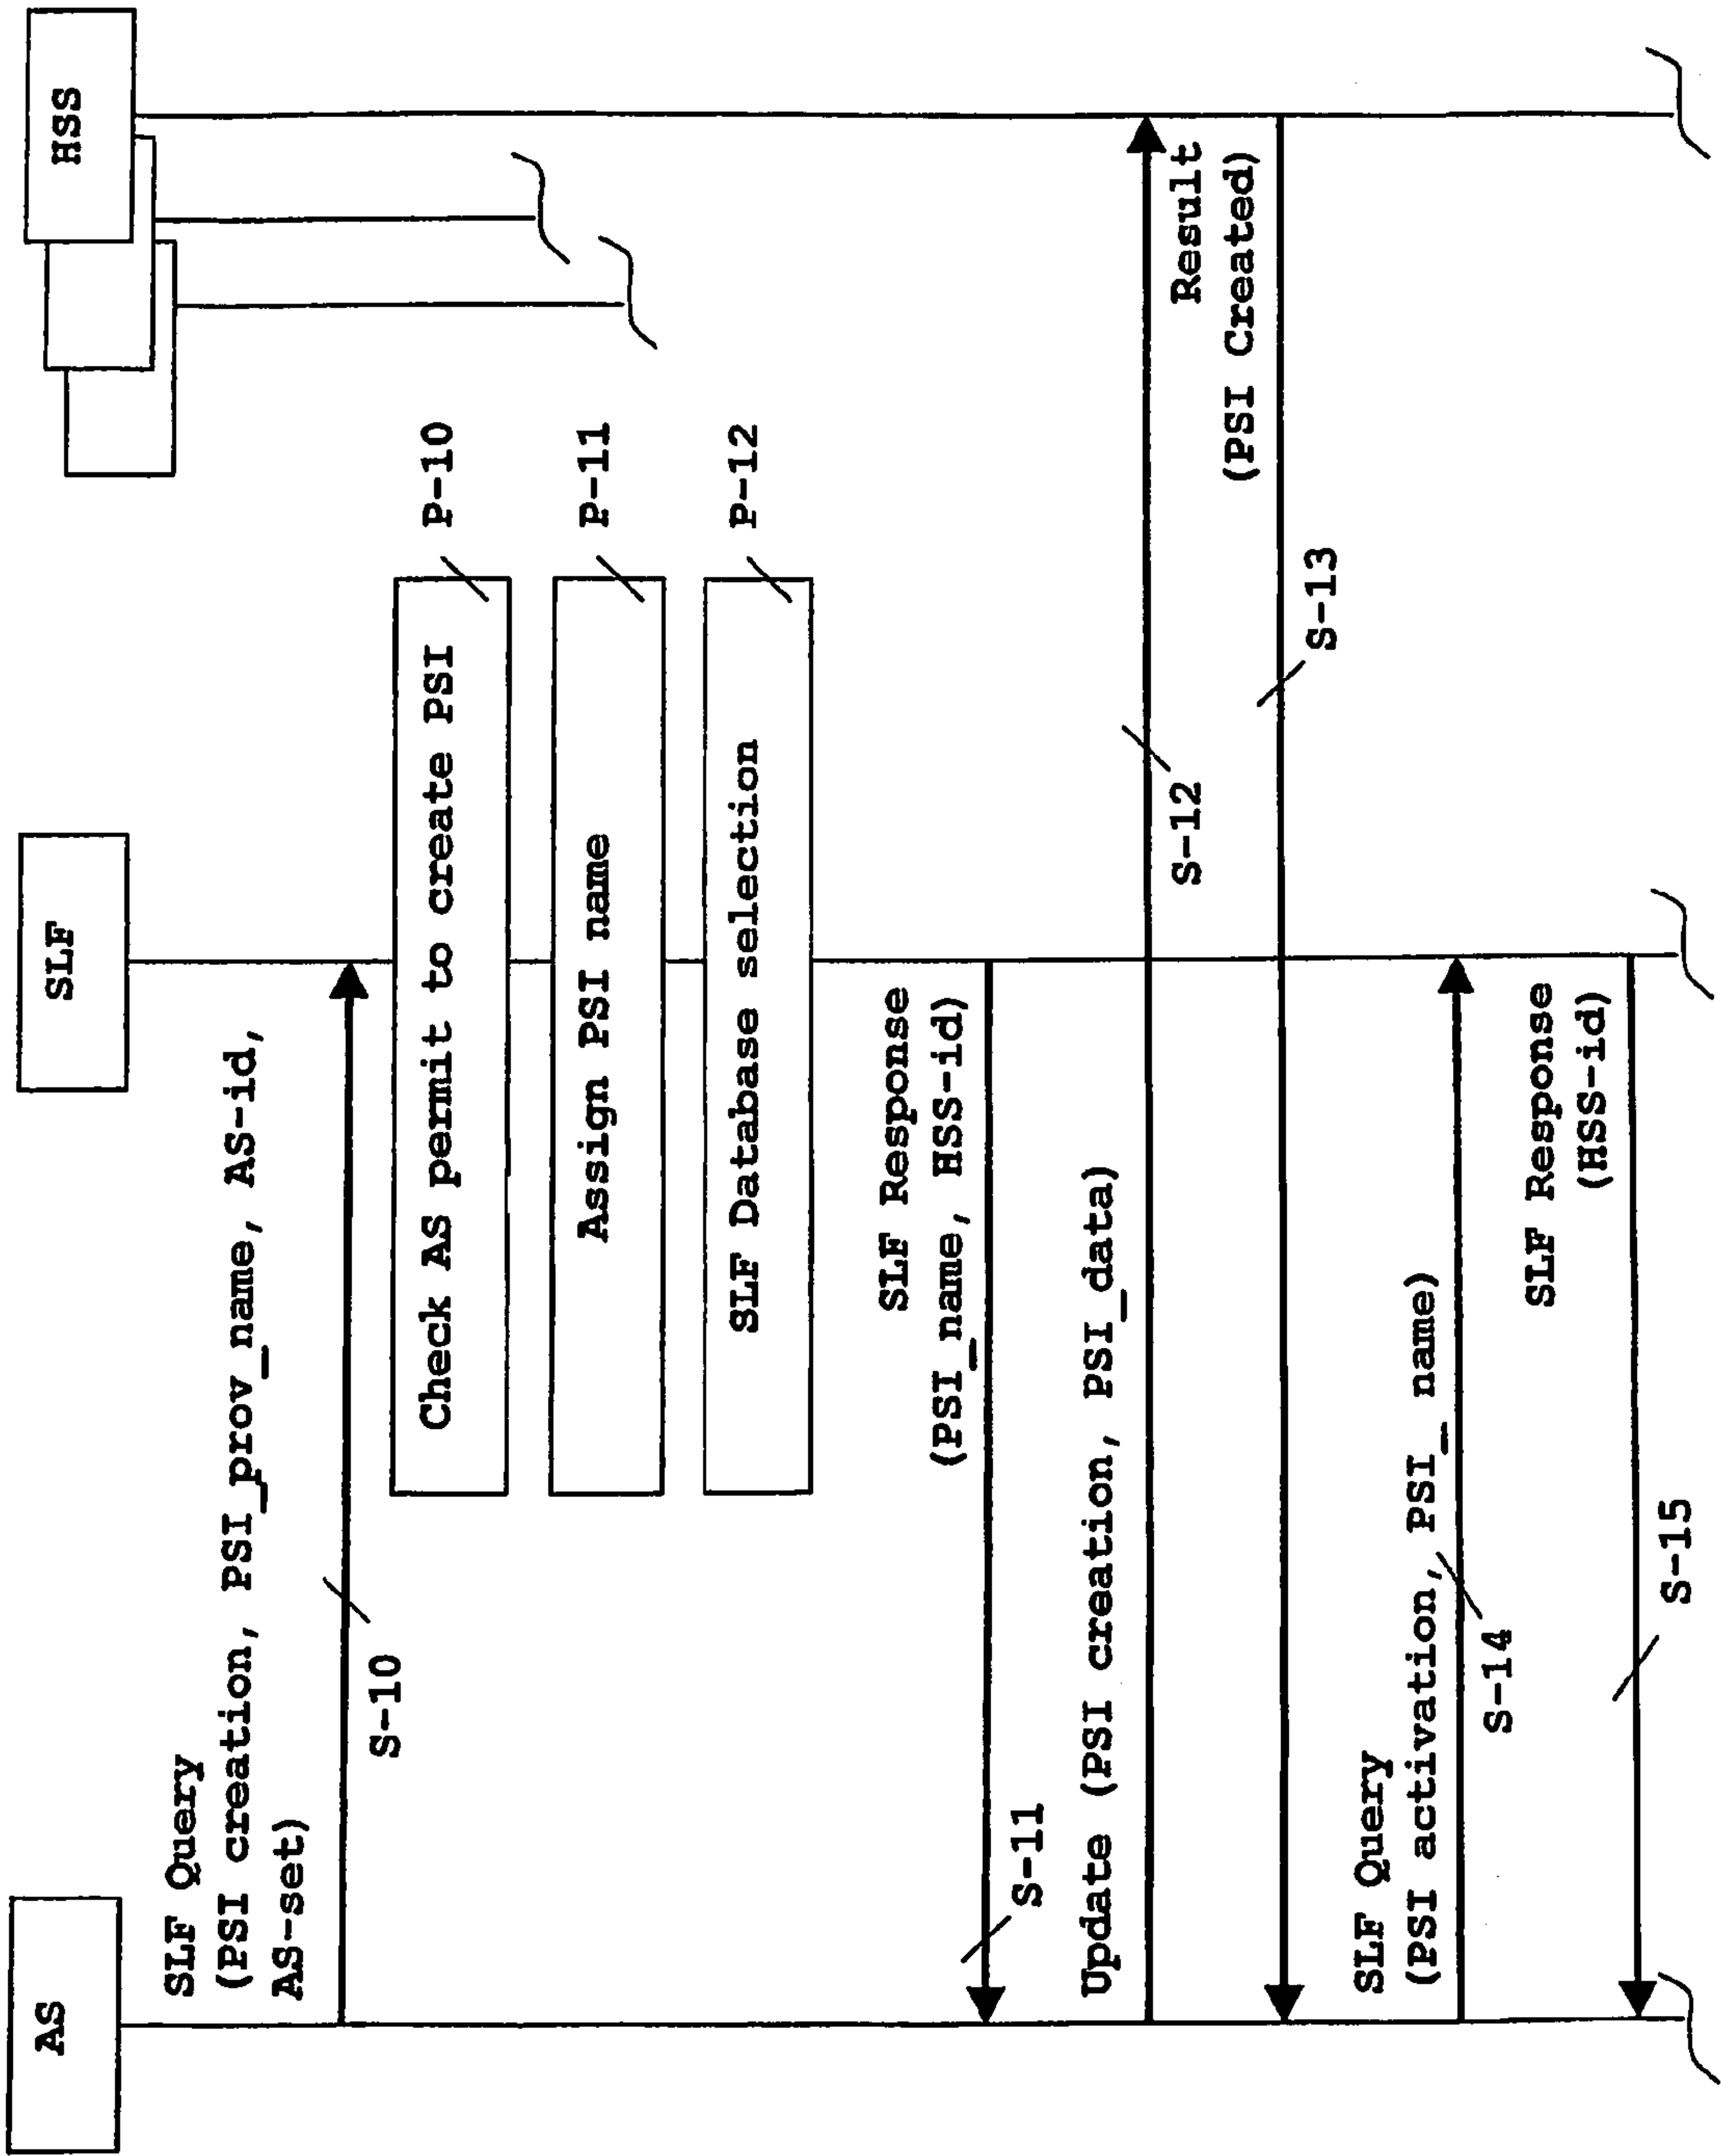 AS
SLF
HSS
SLF Query
(PSI creation, PSI_prov_name, AS-id,
AS-set)
S-10
Check AS permit to create PSI
P-10
Assign PSI name
P-11
SLF Database selection
P-12
SLF Response
(PSI_name, HSS-id)
S-11
Update (PSI creation, PSI_data)
S-12
Result
(PSI Created)
S-13
SLF Query
(PSI activation, PSI_ name)
S-14
SLF Response
(HSS-id)
S-15